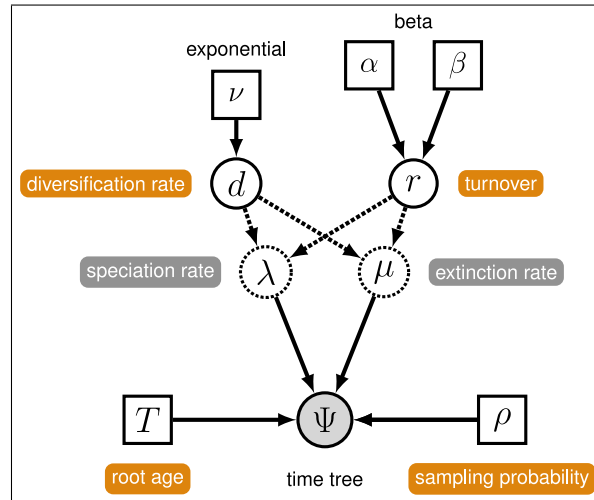 beta
exponential
α β
ν
diversification rate d r turnover
speciation rate λ μ extinction rate
T Ψ ρ
root age time tree sampling probability